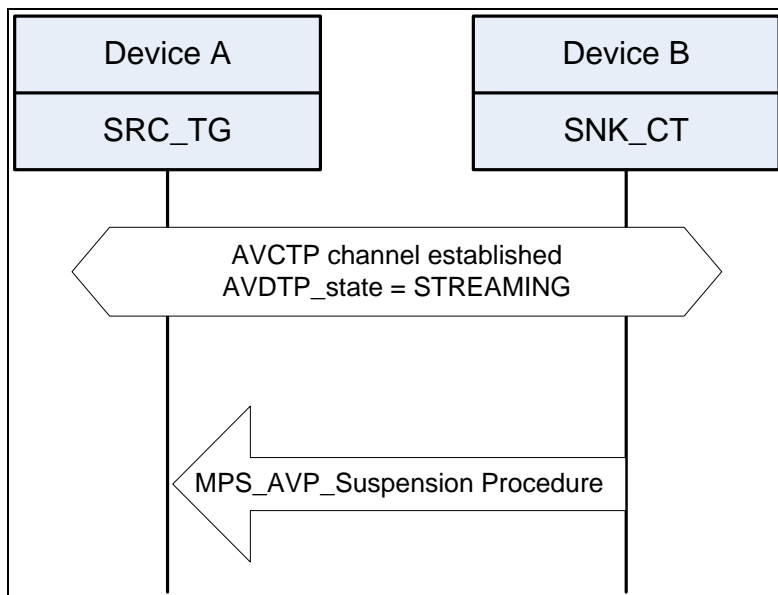 Device A
Device B
SRC_TG
SNK_CT
AVCTP channel established
AVDTP_state = STREAMING
MPS_AVP_Suspension Procedure